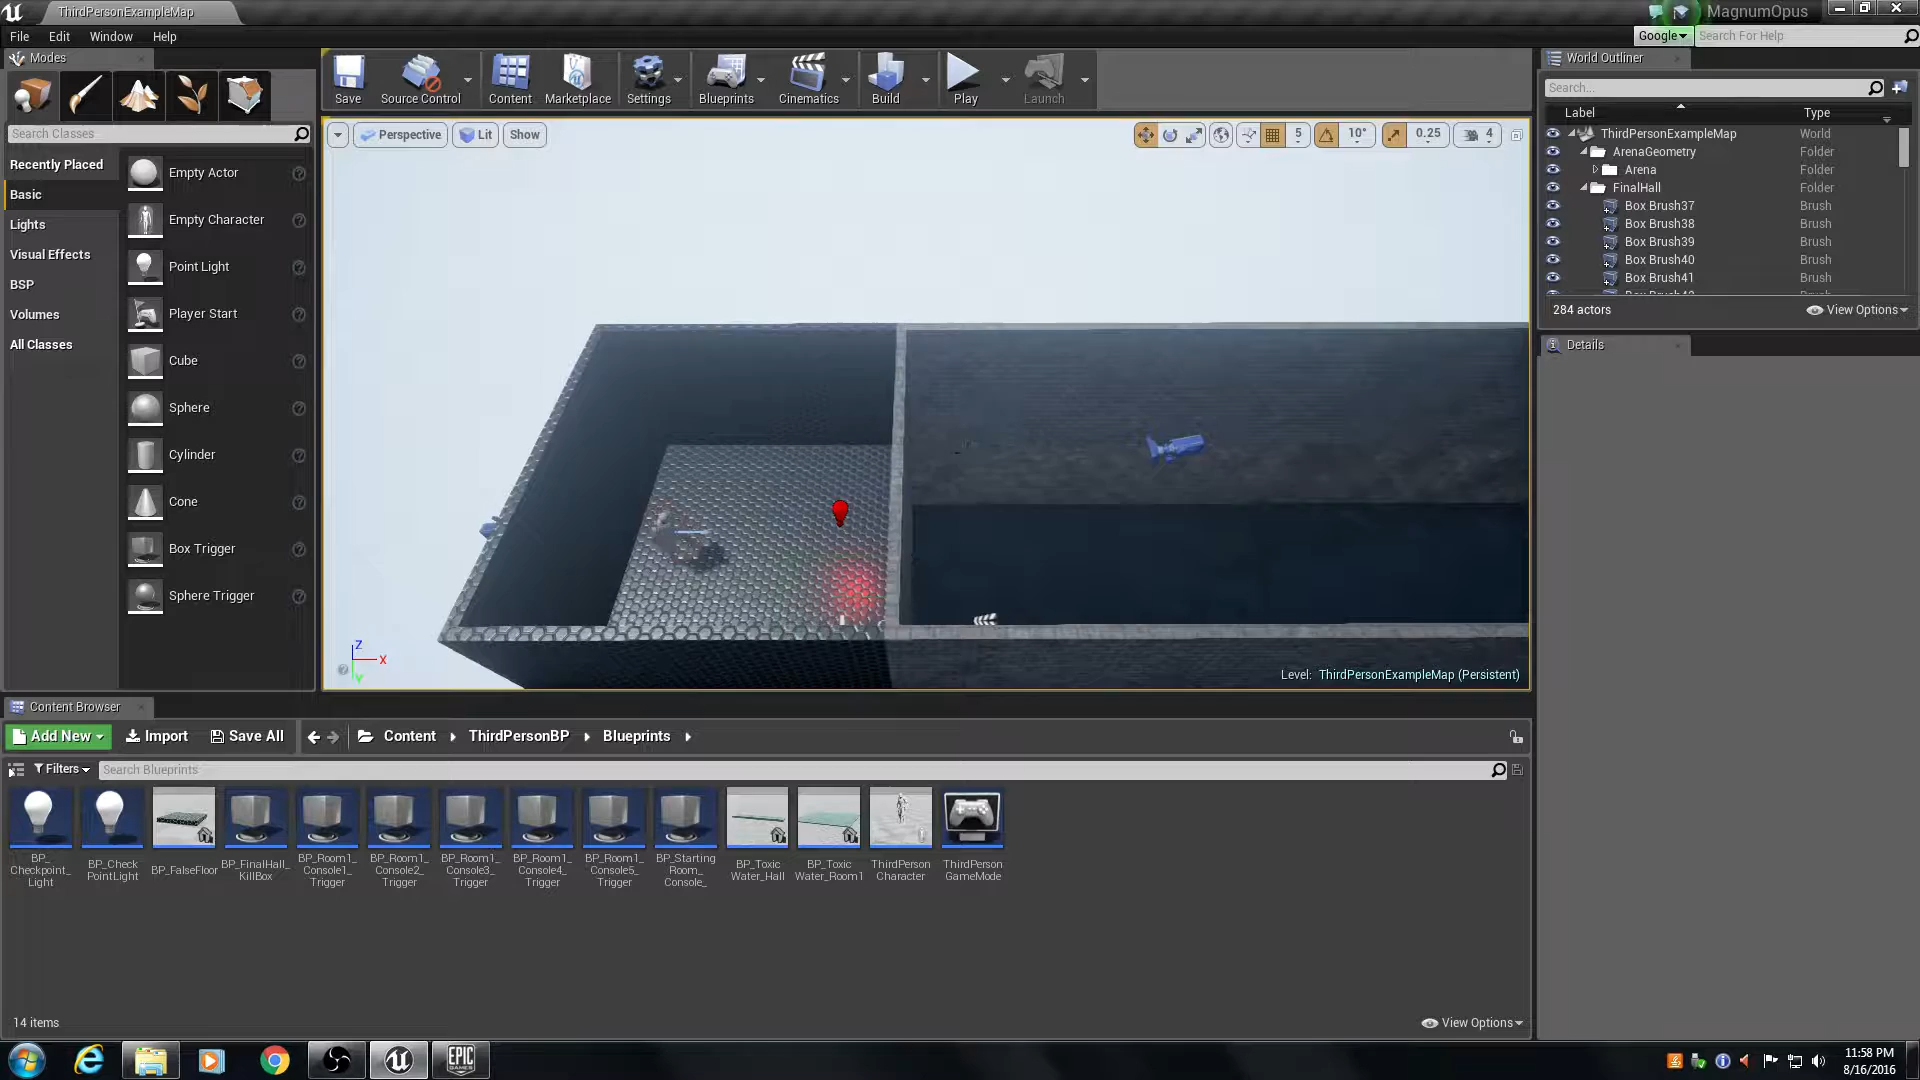 ThirdPersonExampleMap
MagnumOpus
File Edit Window Help
Google
Search For Help
Modes
Save
Source Control
Content
Marketplace
Settings
Blueprints
Cinematics
Build
Play
Launch
World Outliner
Search...
Label Type
ThirdPersonExampleMap World
ArenaGeometry Folder
Arena Folder
FinalHall Folder
Box Brush37 Brush
Box Brush38 Brush
Box Brush39 Brush
Box Brush40 Brush
Box Brush41 Brush
284 actors
View Options
Details
Search Classes
Recently Placed
Basic
Lights
Visual Effects
BSP
Volumes
All Classes
Empty Actor
Empty Character
Point Light
Player Start
Cube
Sphere
Cylinder
Cone
Box Trigger
Sphere Trigger
Perspective
Lit
Show
5
10°
0.25
4
Z
X
Y
Level: ThirdPersonExampleMap (Persistent)
Content Browser
Add New
Import
Save All
Content
ThirdPersonBP
Blueprints
Filters
Search Blueprints
BP_
Checkpoint_
Light
BP_Check
PointLight
BP_FalseFloor
BP_FinalHall_
KillBox
BP_Room1_
Console1_
Trigger
BP_Room1_
Console2_
Trigger
BP_Room1_
Console3_
Trigger
BP_Room1_
Console4_
Trigger
BP_Room1_
Console5_
Trigger
BP_Starting
Room_
Console_
BP_Toxic
Water_Hall
BP_Toxic
Water_Room1
ThirdPerson
Character
ThirdPerson
GameMode
14 items
View Options
EPIC
GAMES
11:58 PM
8/16/2016